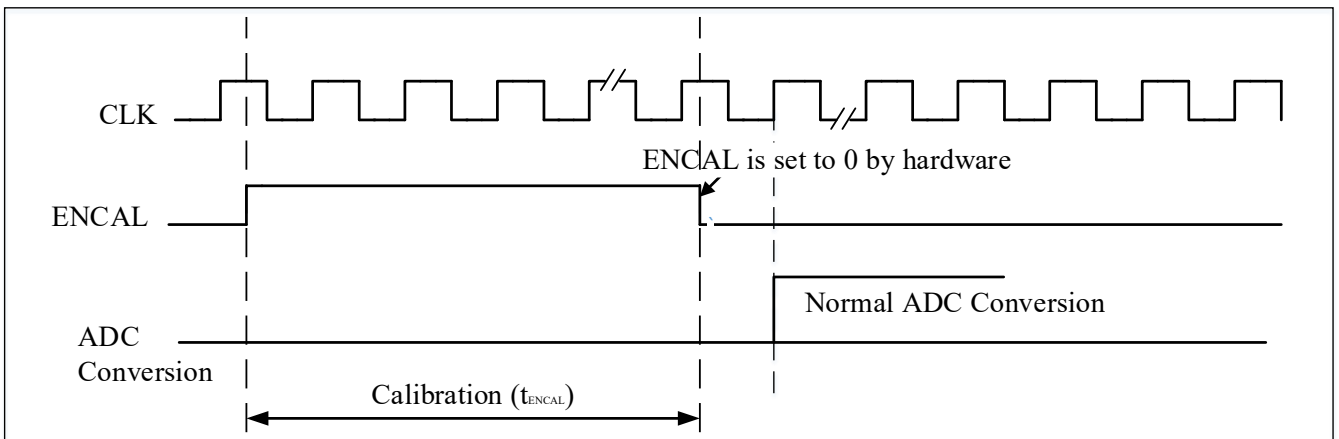 CLK
ENCAL is set to 0 by hardware
ENCAL
Normal ADC Conversion
ADC
Conversion
Calibration (tENCAL)